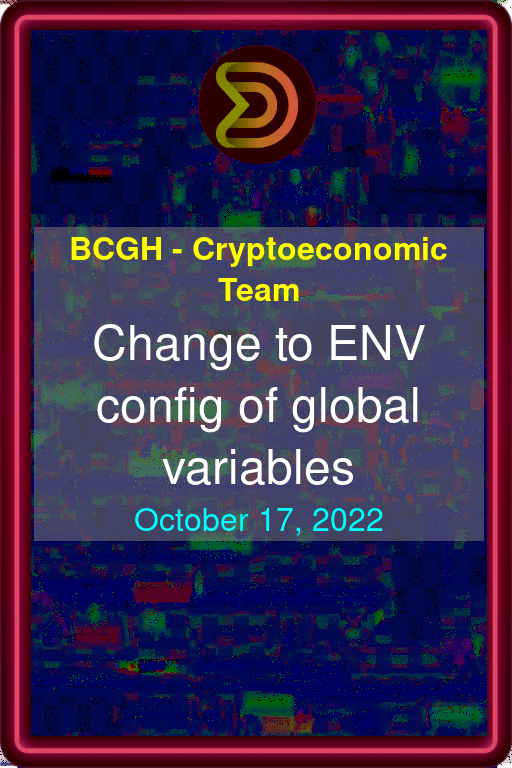 BCGH - Cryptoeconomic
Team
Change to ENV
config of global
variables
October 17, 2022